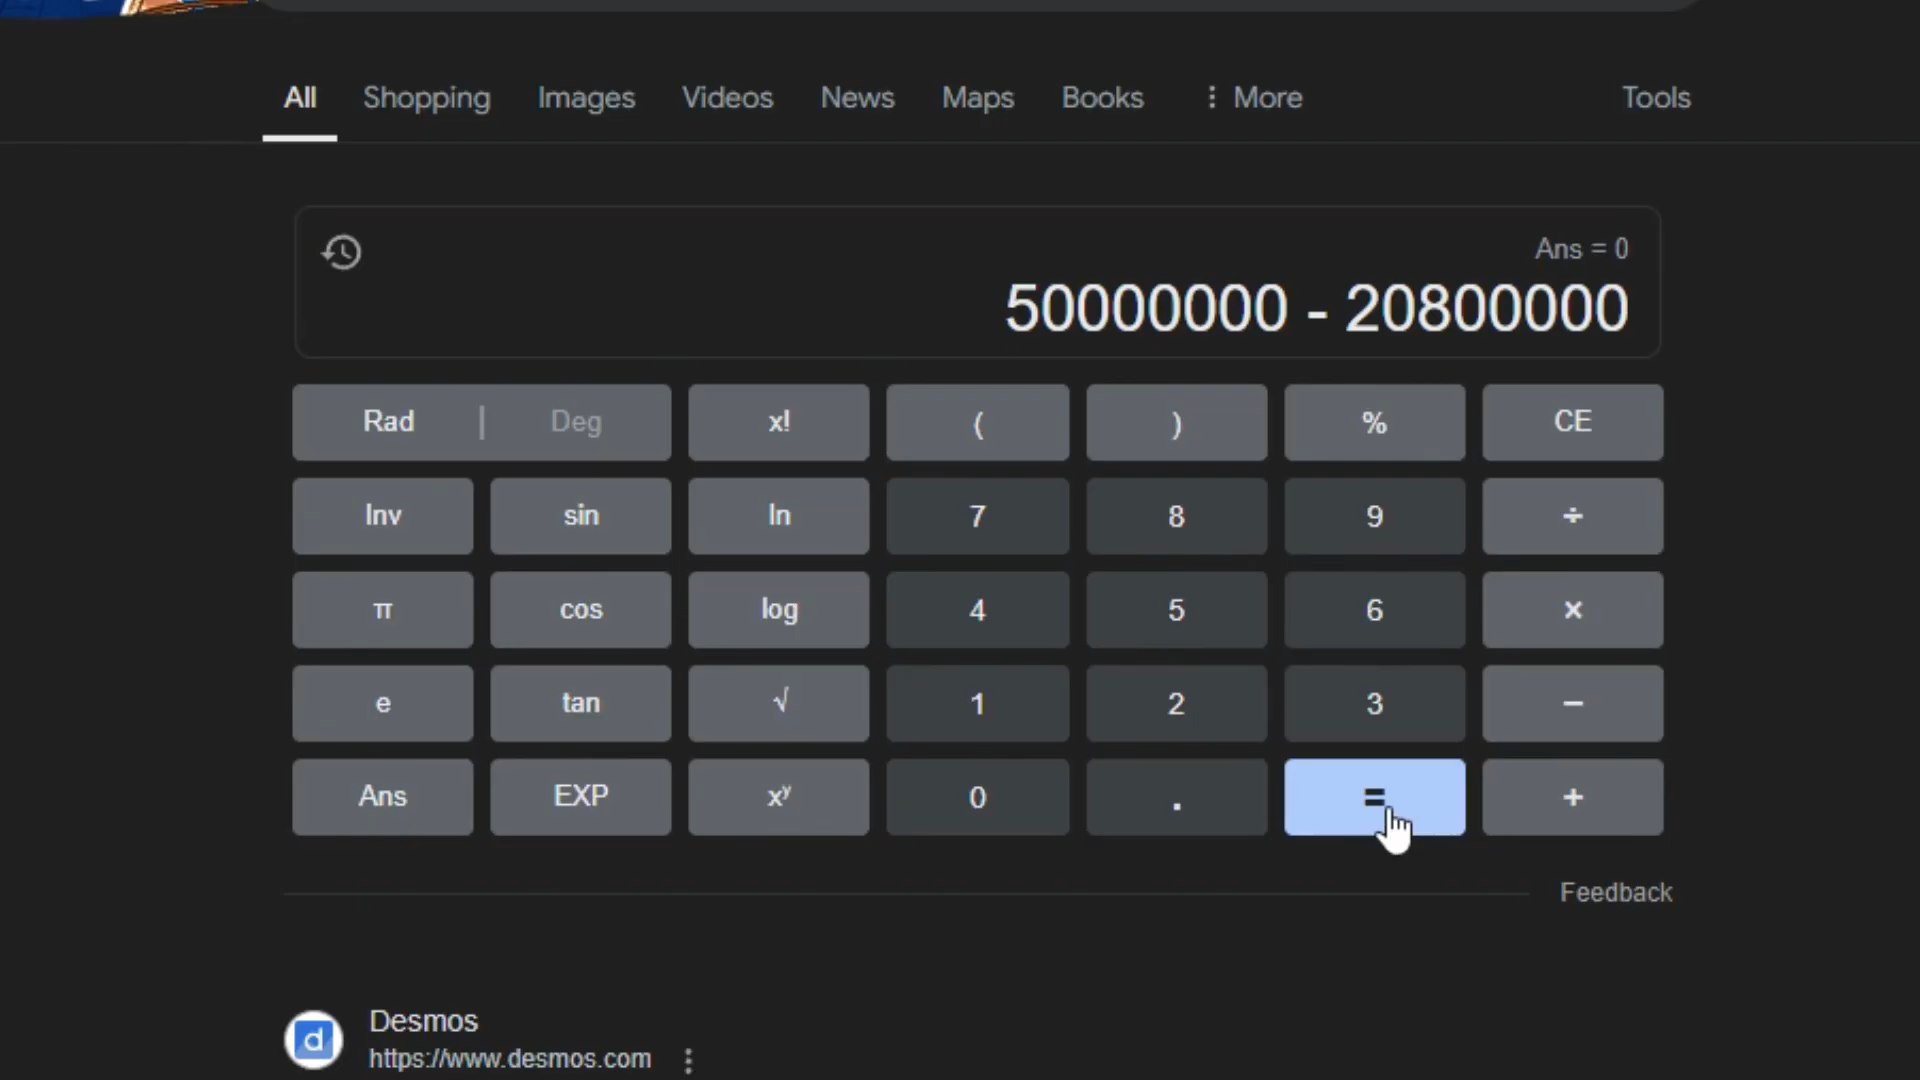 All Shopping Images Videos News Maps Books ⋮ More Tools
Ans = 0
50000000 - 20800000
Rad | Deg x! ( ) % CE
Inv sin ln 7 8 9 ÷
π cos log 4 5 6 ×
e tan √ 1 2 3 −
Ans EXP xʸ 0 . = +
Feedback
Desmos
https://www.desmos.com